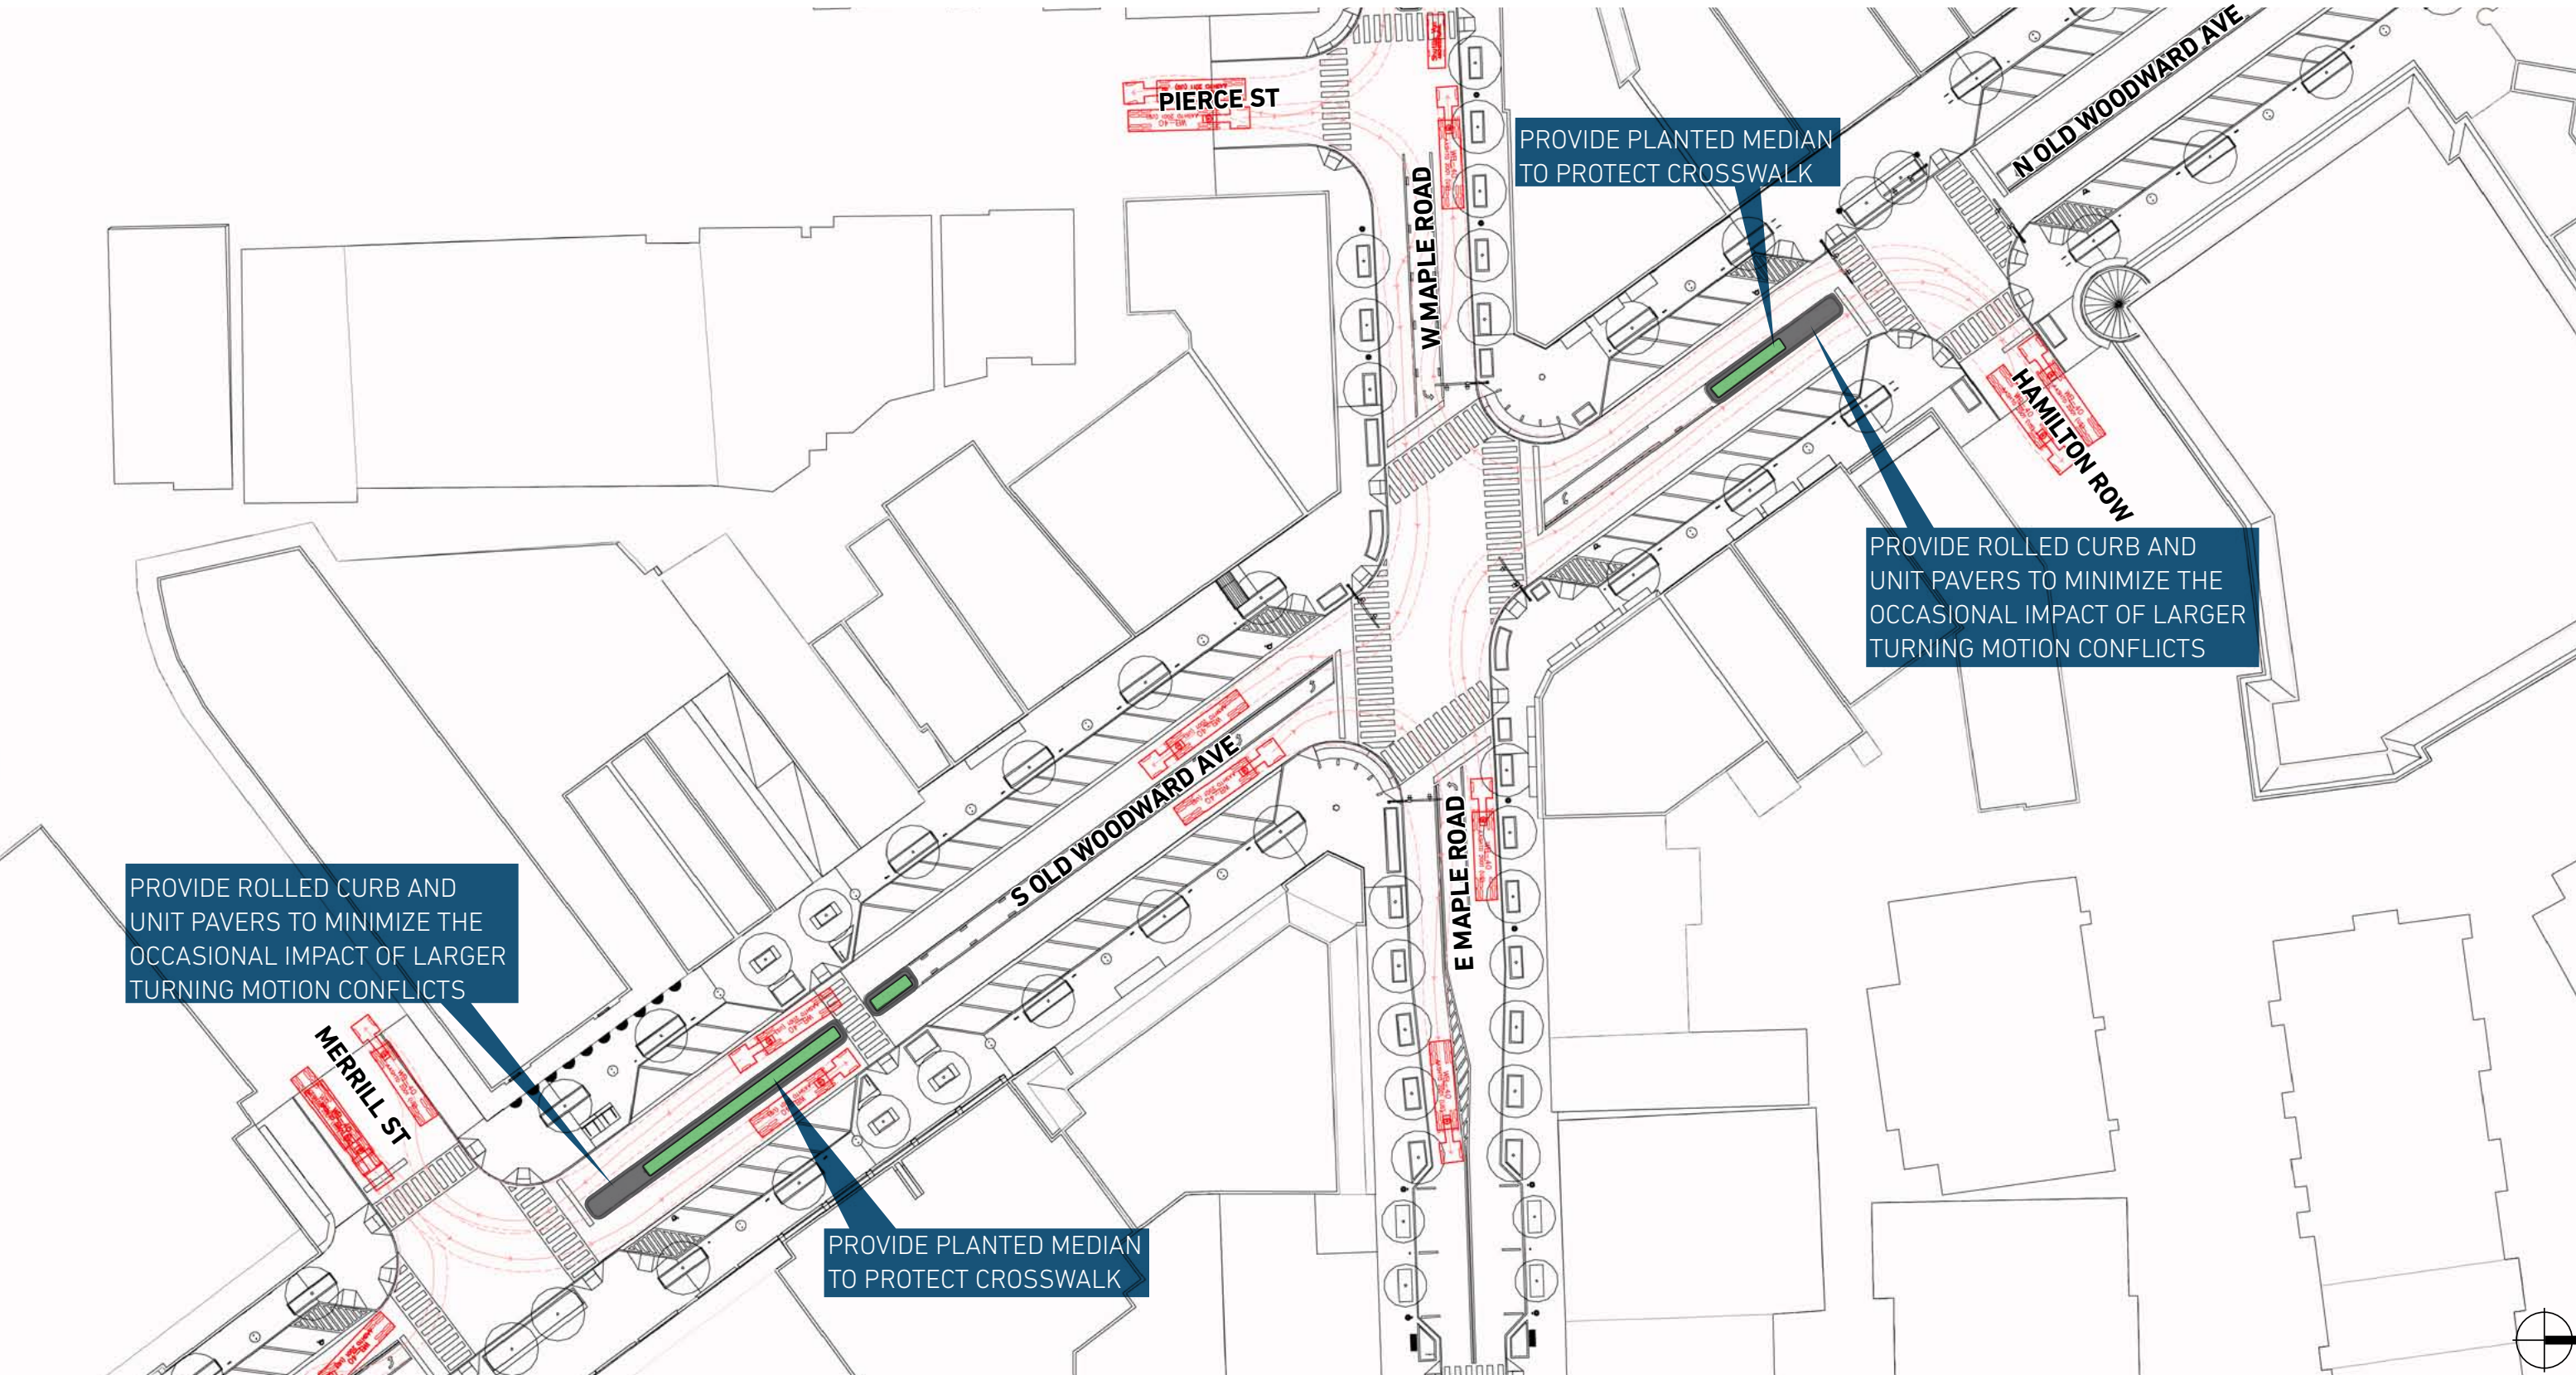 PIERCE ST
W MAPLE ROAD
PROVIDE PLANTED MEDIAN
TO PROTECT CROSSWALK
N OLD WOODWARD AVE
HAMILTON ROW
PROVIDE ROLLED CURB AND
UNIT PAVERS TO MINIMIZE THE
OCCASIONAL IMPACT OF LARGER
TURNING MOTION CONFLICTS
S OLD WOODWARD AVE
E MAPLE ROAD
PROVIDE ROLLED CURB AND
UNIT PAVERS TO MINIMIZE THE
OCCASIONAL IMPACT OF LARGER
TURNING MOTION CONFLICTS
MERRILL ST
PROVIDE PLANTED MEDIAN
TO PROTECT CROSSWALK